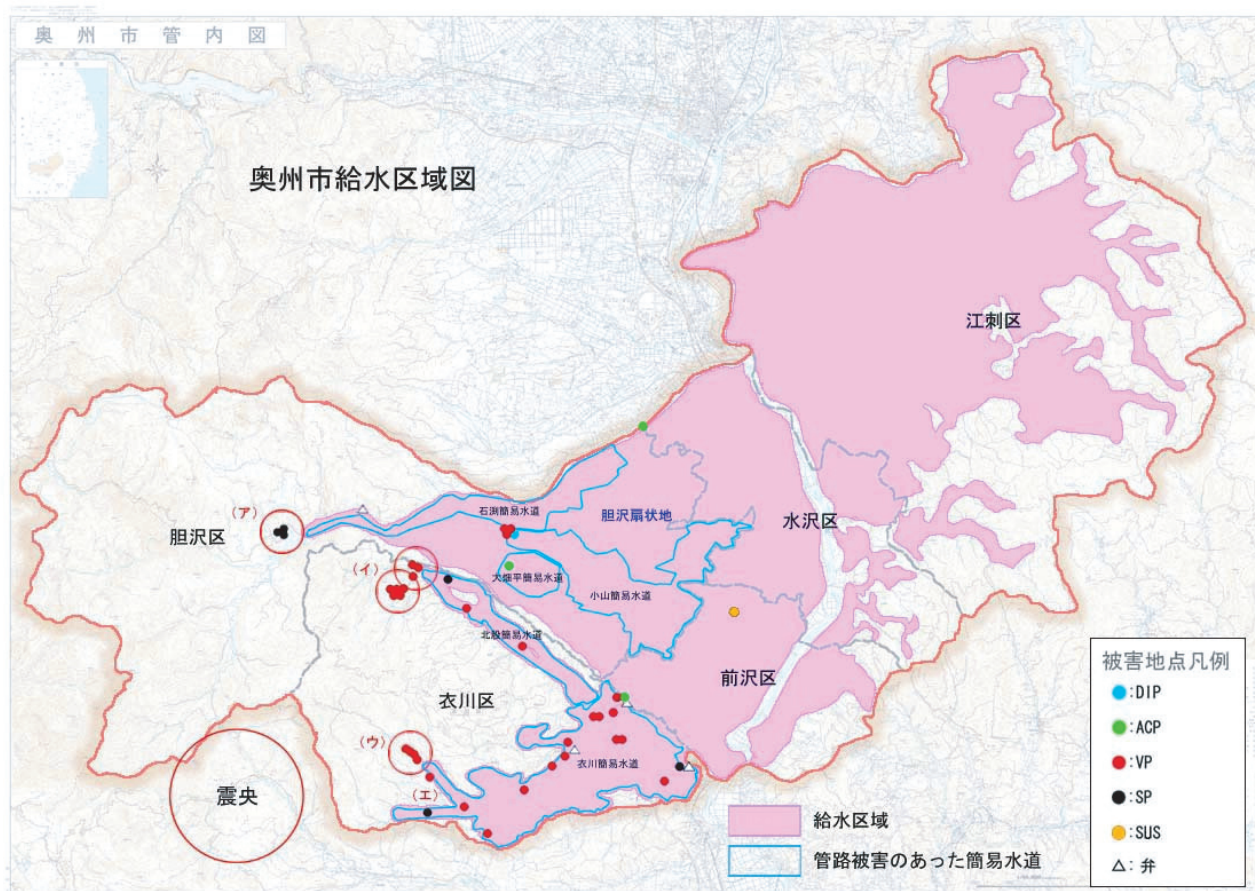 奥州市管内図
奥州市給水区域図
江刺区
水沢区
胆沢扇状地
石渕簡易水道
(ア)
胆沢区
(イ)
大畑平簡易水道
小山簡易水道
北股簡易水道
前沢区
衣川区
(ウ)
衣川簡易水道
(エ)
震央
給水区域
管路被害のあった簡易水道
被害地点凡例
:DIP
:ACP
:VP
:SP
:SUS
:弁